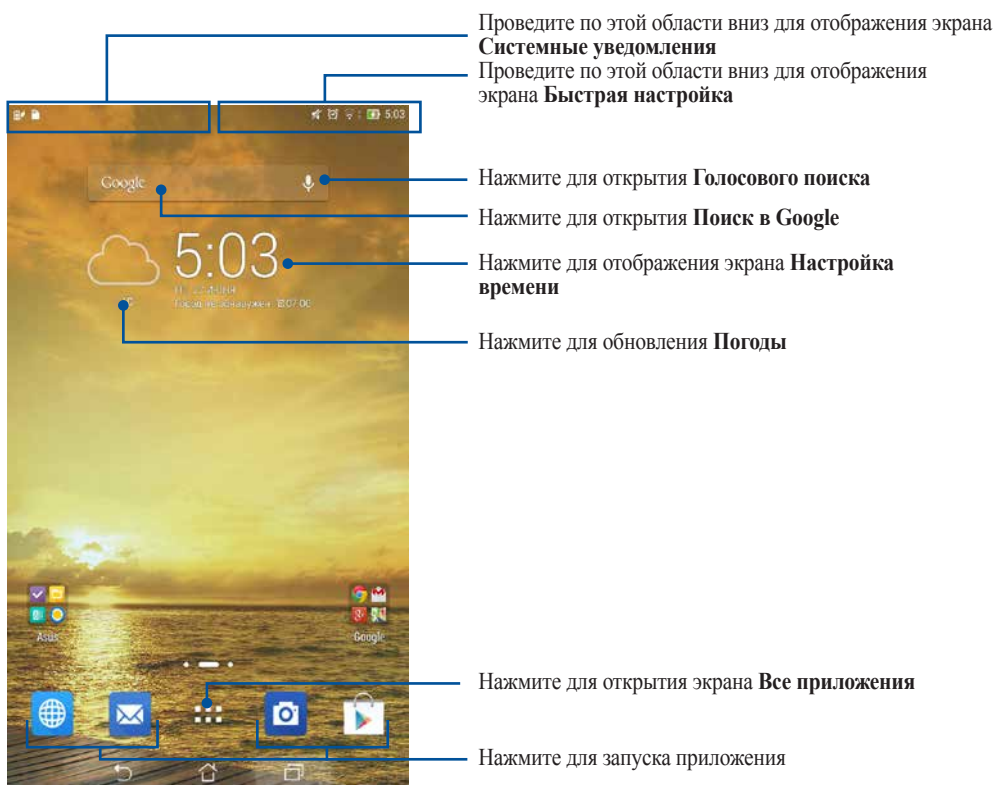 Проведите по этой области вниз для отображения экрана
Системные уведомления
Проведите по этой области вниз для отображения
экрана Быстрая настройка
5:03
Google
Нажмите для открытия Голосового поиска
Нажмите для открытия Поиск в Google
5:03
Нажмите для отображения экрана Настройка
времени
Нажмите для обновления Погоды
Asus
Google
Нажмите для открытия экрана Все приложения
Нажмите для запуска приложения